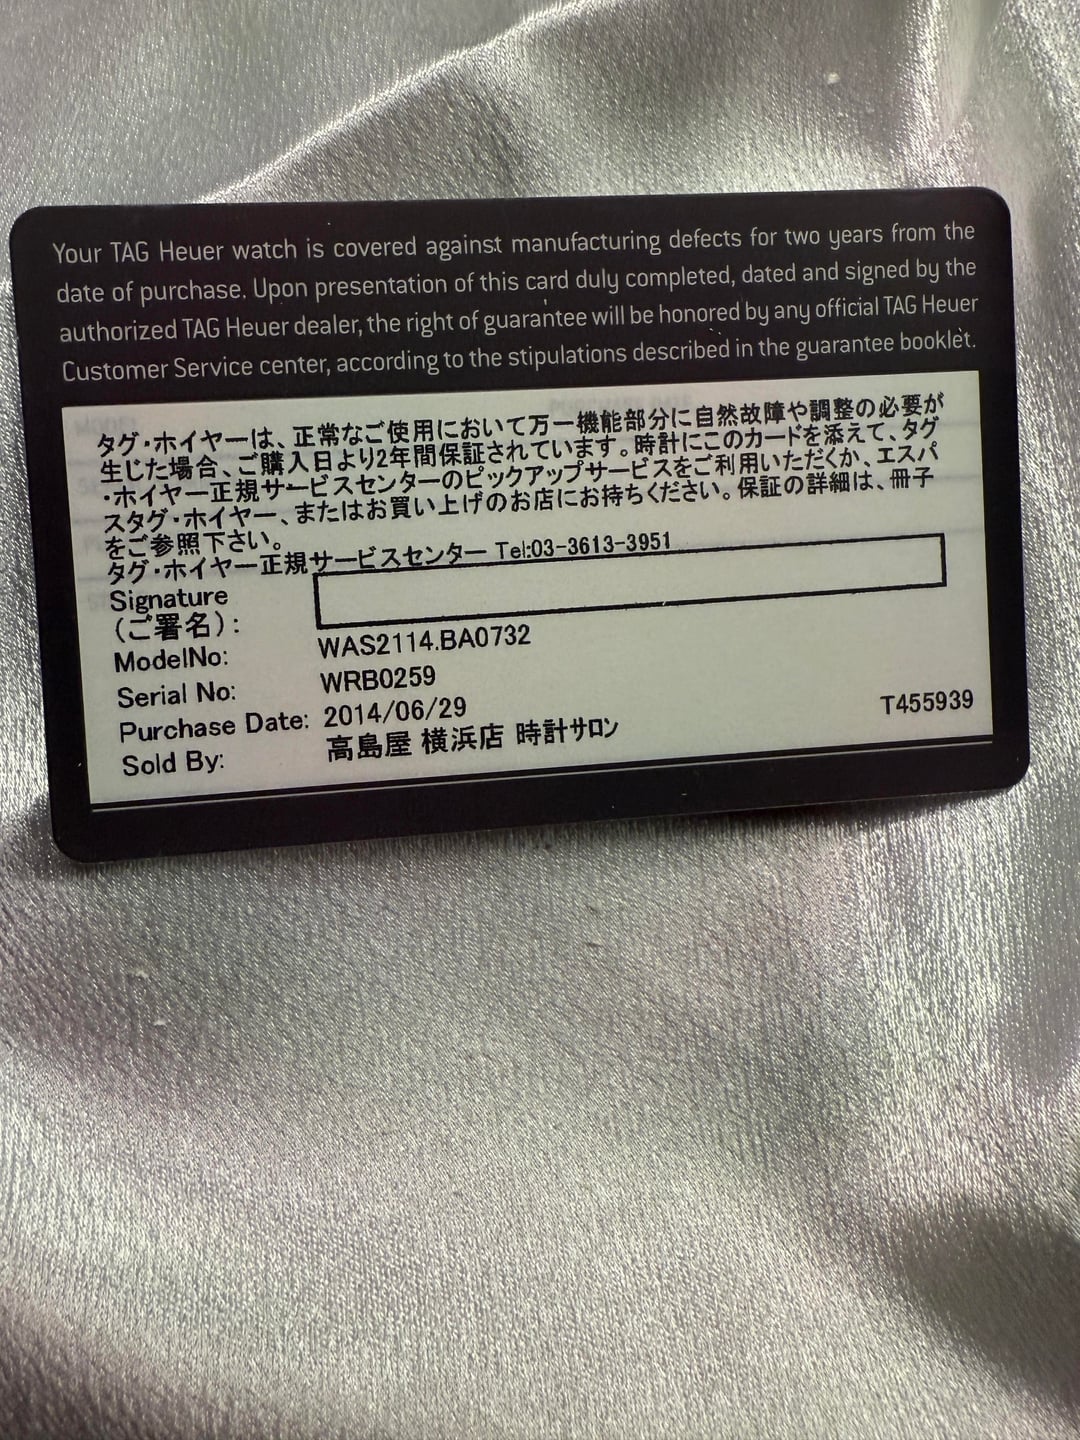 Your TAG Heuer watch is covered against manufacturing defects for two years from the
date of purchase. Upon presentation of this card duly completed, dated and signed by the
authorized TAG Heuer dealer, the right of guarantee will be honored by any official TAG Heuer
Customer Service center, according to the stipulations described in the guarantee booklet.
タグ・ホイヤーは、正常なご使用において万一機能部分に自然故障や調整の必要が
生じた場合、ご購入日より2年間保証されています。時計にこのカードを添えて、タグ
・ホイヤー正規サービスセンターのピックアップサービスをご利用いただくか、エスパ
スタグ・ホイヤー、またはお買い上げのお店にお持ちください。保証の詳細は、冊子
をご参照下さい。
タグ・ホイヤー正規サービスセンター Tel:03-3613-3951
Signature
(ご署名):
ModelNo: WAS2114.BA0732
Serial No: WRB0259
Purchase Date: 2014/06/29 T455939
Sold By: 高島屋 横浜店 時計サロン